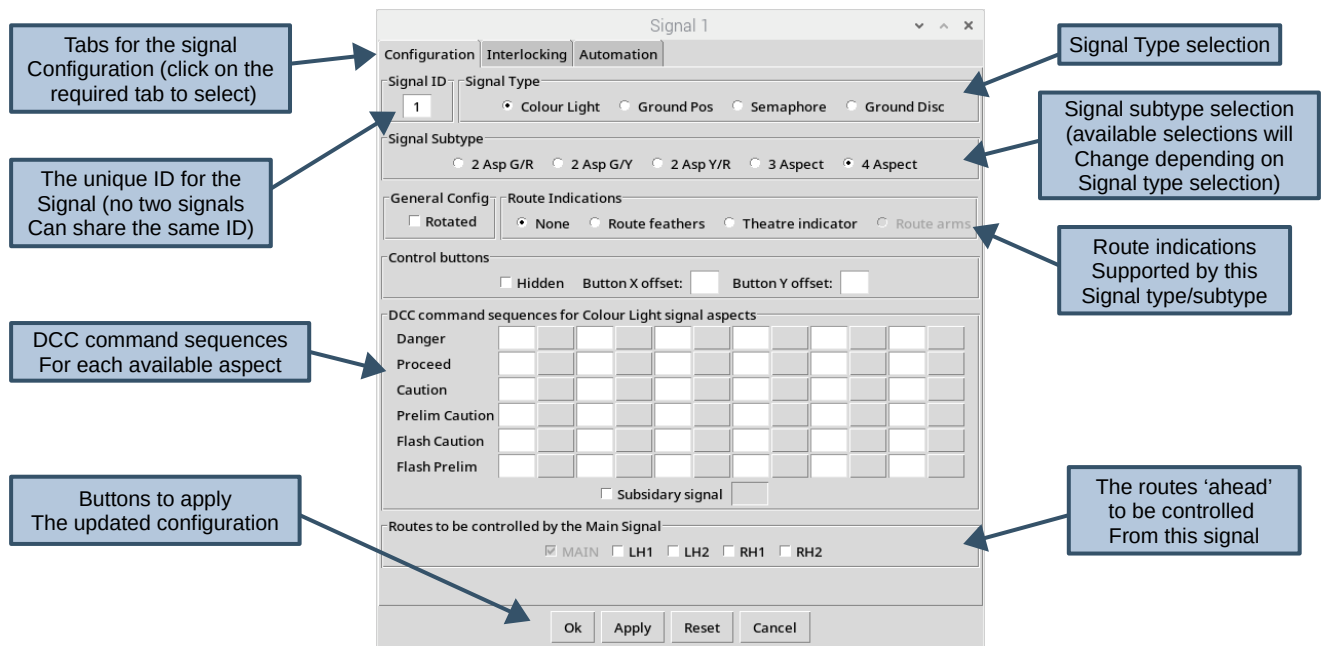 Tabs for the signal
Configuration (click on the
required tab to select)
The unique ID for the
Signal (no two signals
Can share the same ID)
DCC command sequences
For each available aspect
Buttons to apply
The updated configuration
Signal 1
Configuration Interlocking Automation
Signal ID Signal Type
1 Colour Light Ground Pos Semaphore Ground Disc
Signal Subtype
2 Asp G/R 2 Asp G/Y 2 Asp Y/R 3 Aspect 4 Aspect
General Config Route Indications
Rotated None Route feathers Theatre indicator Route arms
Control buttons
Hidden Button X offset: Button Y offset:
DCC command sequences for Colour Light signal aspects
Danger
Proceed
Caution
Prelim Caution
Flash Caution
Flash Prelim
Subsidary signal
Routes to be controlled by the Main Signal
MAIN LH1 LH2 RH1 RH2
Ok Apply Reset Cancel
Signal Type selection
Signal subtype selection
(available selections will
Change depending on
Signal type selection)
Route indications
Supported by this
Signal type/subtype
The routes ‘ahead’
to be controlled
From this signal